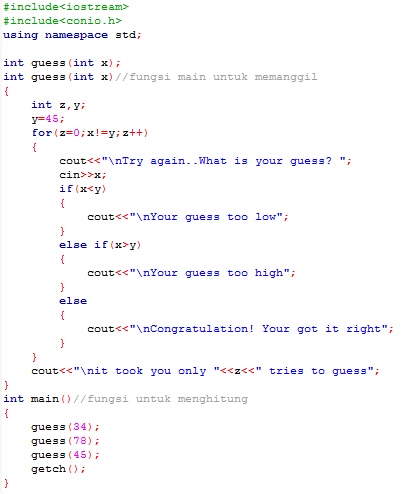 #include<iostream>
#include<conio.h>
using namespace std;

int guess(int x);
int guess(int x)//fungsi main untuk memanggil
{
    int z,y;
    y=45;
    for(z=0;x!=y;z++)
    {
        cout<<"\nTry again..What is your guess? ";
        cin>>x;
        if(x<y)
        {
            cout<<"\nYour guess too low";
        }
        else if(x>y)
        {
            cout<<"\nYour guess too high";
        }
        else
        {
            cout<<"\nCongratulation! Your got it right";
        }
    }
    cout<<"\nit took you only "<<z<<" tries to guess";
}
int main()//fungsi untuk menghitung
{
    guess(34);
    guess(78);
    guess(45);
    getch();
}